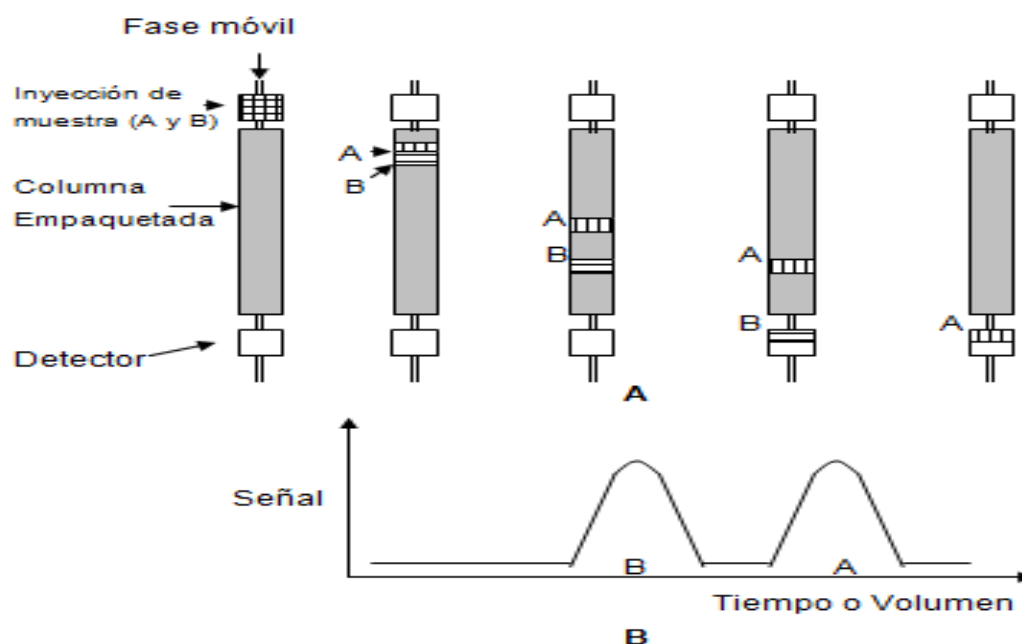 Fase móvil
Inyección de
muestra (A y B)
A
B
Columna
Empaquetada
A
B
A
B
A
Detector
A
Señal
B
A
Tiempo o Volumen
B